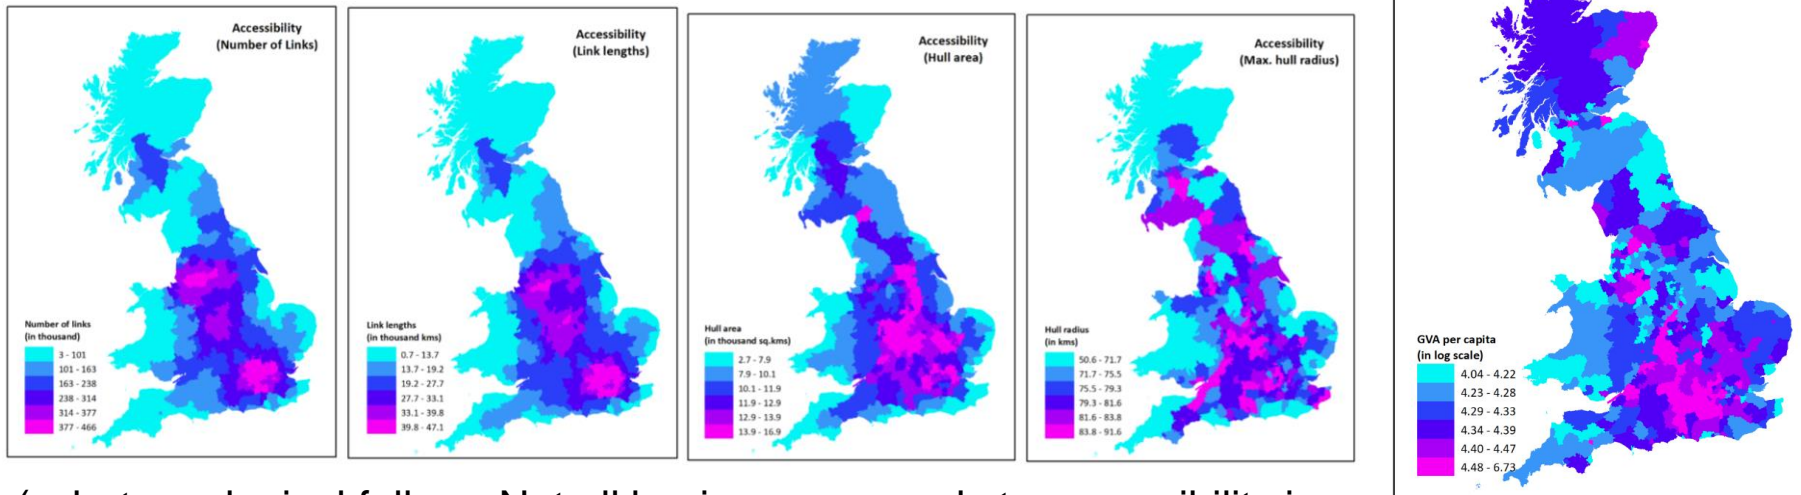 Accessibility
(Number of Links)
Number of links
(in thousand)
3 - 101
101 - 163
163 - 238
238 - 314
314 - 377
377 - 466
Accessibility
(Link lengths)
Link lengths
(in thousand kms)
0.7 - 13.7
13.7 - 19.2
19.2 - 27.7
27.7 - 33.1
33.1 - 39.8
39.8 - 47.1
Accessibility
(Hull area)
Hull area
(in thousand sq.kms)
2.7 - 7.9
7.9 - 10.1
10.1 - 11.9
11.9 - 12.9
12.9 - 13.9
13.9 - 16.9
Accessibility
(Max. hull radius)
Hull radius
(in kms)
50.6 - 71.7
71.7 - 75.5
75.5 - 79.3
79.3 - 81.6
81.6 - 83.8
83.8 - 91.6
GVA per capita
(in log scale)
4.04 - 4.22
4.23 - 4.28
4.29 - 4.33
4.34 - 4.39
4.40 - 4.47
4.48 - 6.73